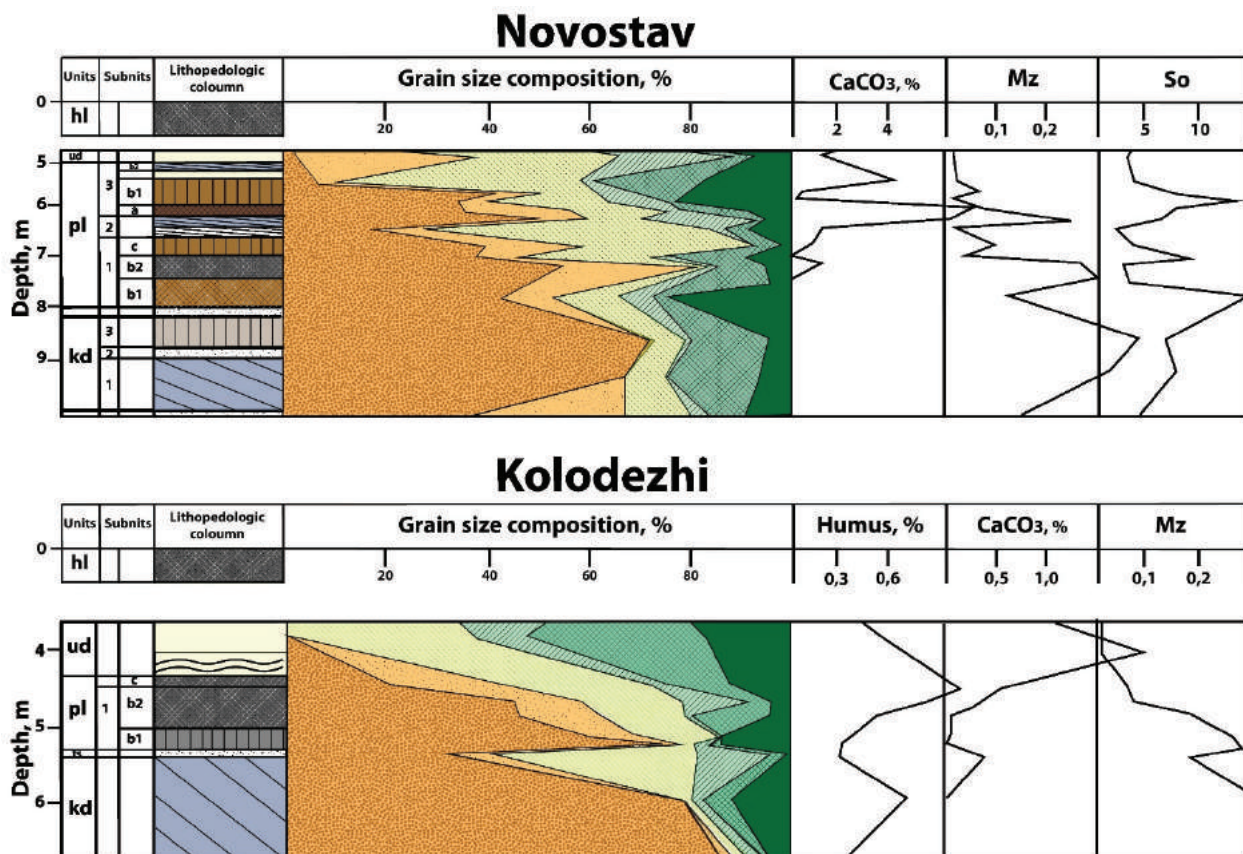 Novostav
Units Subnits Lithopedologic coloumn Grain size composition, % CaCO3, % Mz So
0 hl 20 40 60 80 2 4 0,1 0,2 5 10
Depth, m
5 ud
pl 3 b1
6 a
2
7 c
1 b2
8 b1
kd 3
2
9
1
Kolodezhi
Units Subnits Lithopedologic coloumn Grain size composition, % Humus, % CaCO3, % Mz
0 hl 20 40 60 80 0,3 0,6 0,5 1,0 0,1 0,2
Depth, m
4 ud
c
pl 1 b2
5
b1
6 kd